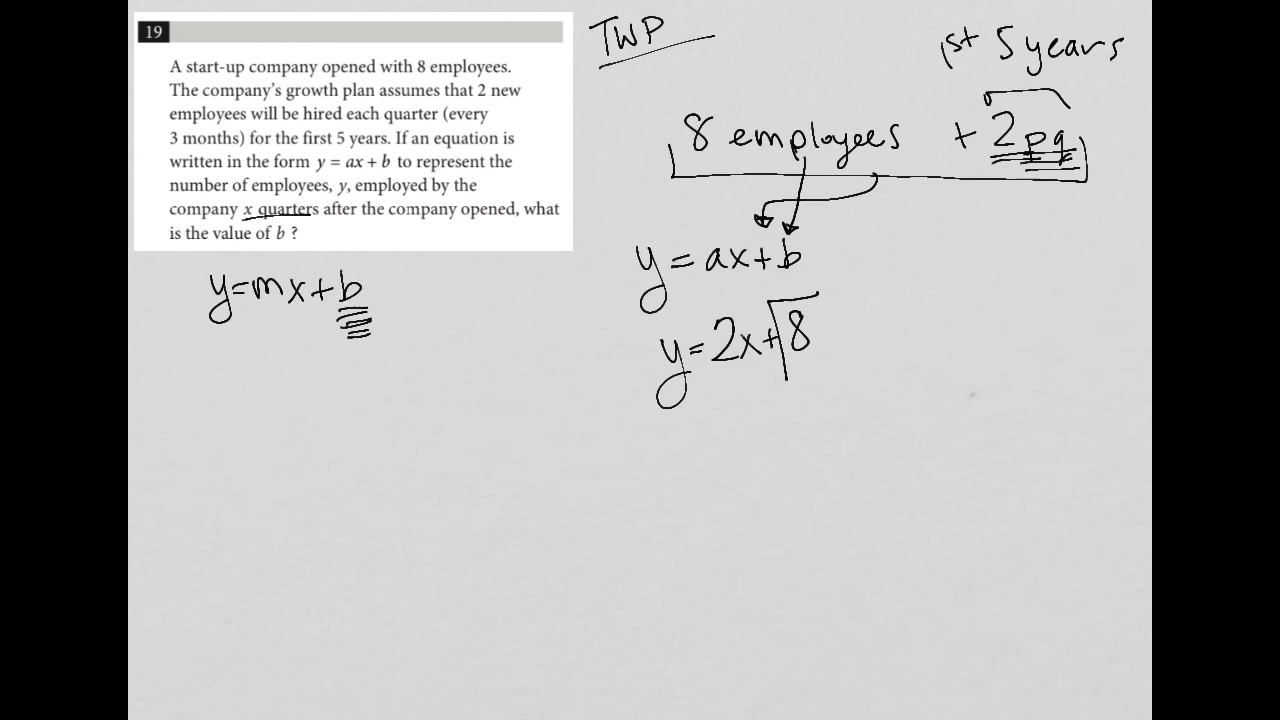 19
A start-up company opened with 8 employees.
The company's growth plan assumes that 2 new
employees will be hired each quarter (every
3 months) for the first 5 years. If an equation is
written in the form y = ax + b to represent the
number of employees, y, employed by the
company x quarters after the company opened, what
is the value of b ?
y=mx+b
TWP
1st 5 years
8 employees + 2pq
y = ax+b
y = 2x+8